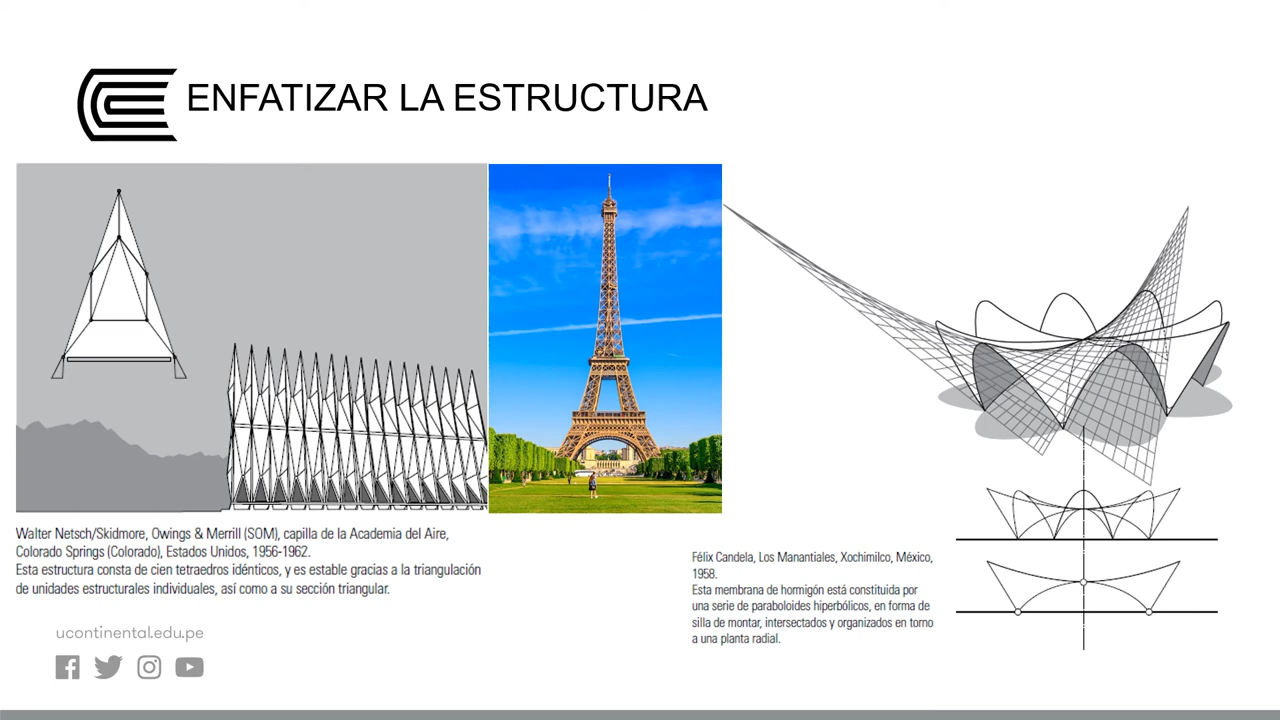 ENFATIZAR LA ESTRUCTURA
Walter Netsch/Skidmore, Owings & Merrill (SOM), capilla de la Academia del Aire,
Colorado Springs (Colorado), Estados Unidos, 1956-1962.
Esta estructura consta de cien tetraedros idénticos, y es estable gracias a la triangulación
de unidades estructurales individuales, así como a su sección triangular.
Félix Candela, Los Manantiales, Xochimilco, México,
1958.
Esta membrana de hormigón está constituida por
una serie de paraboloides hiperbólicos, en forma de
silla de montar, intersectados y organizados en torno
a una planta radial.
ucontinental.edu.pe